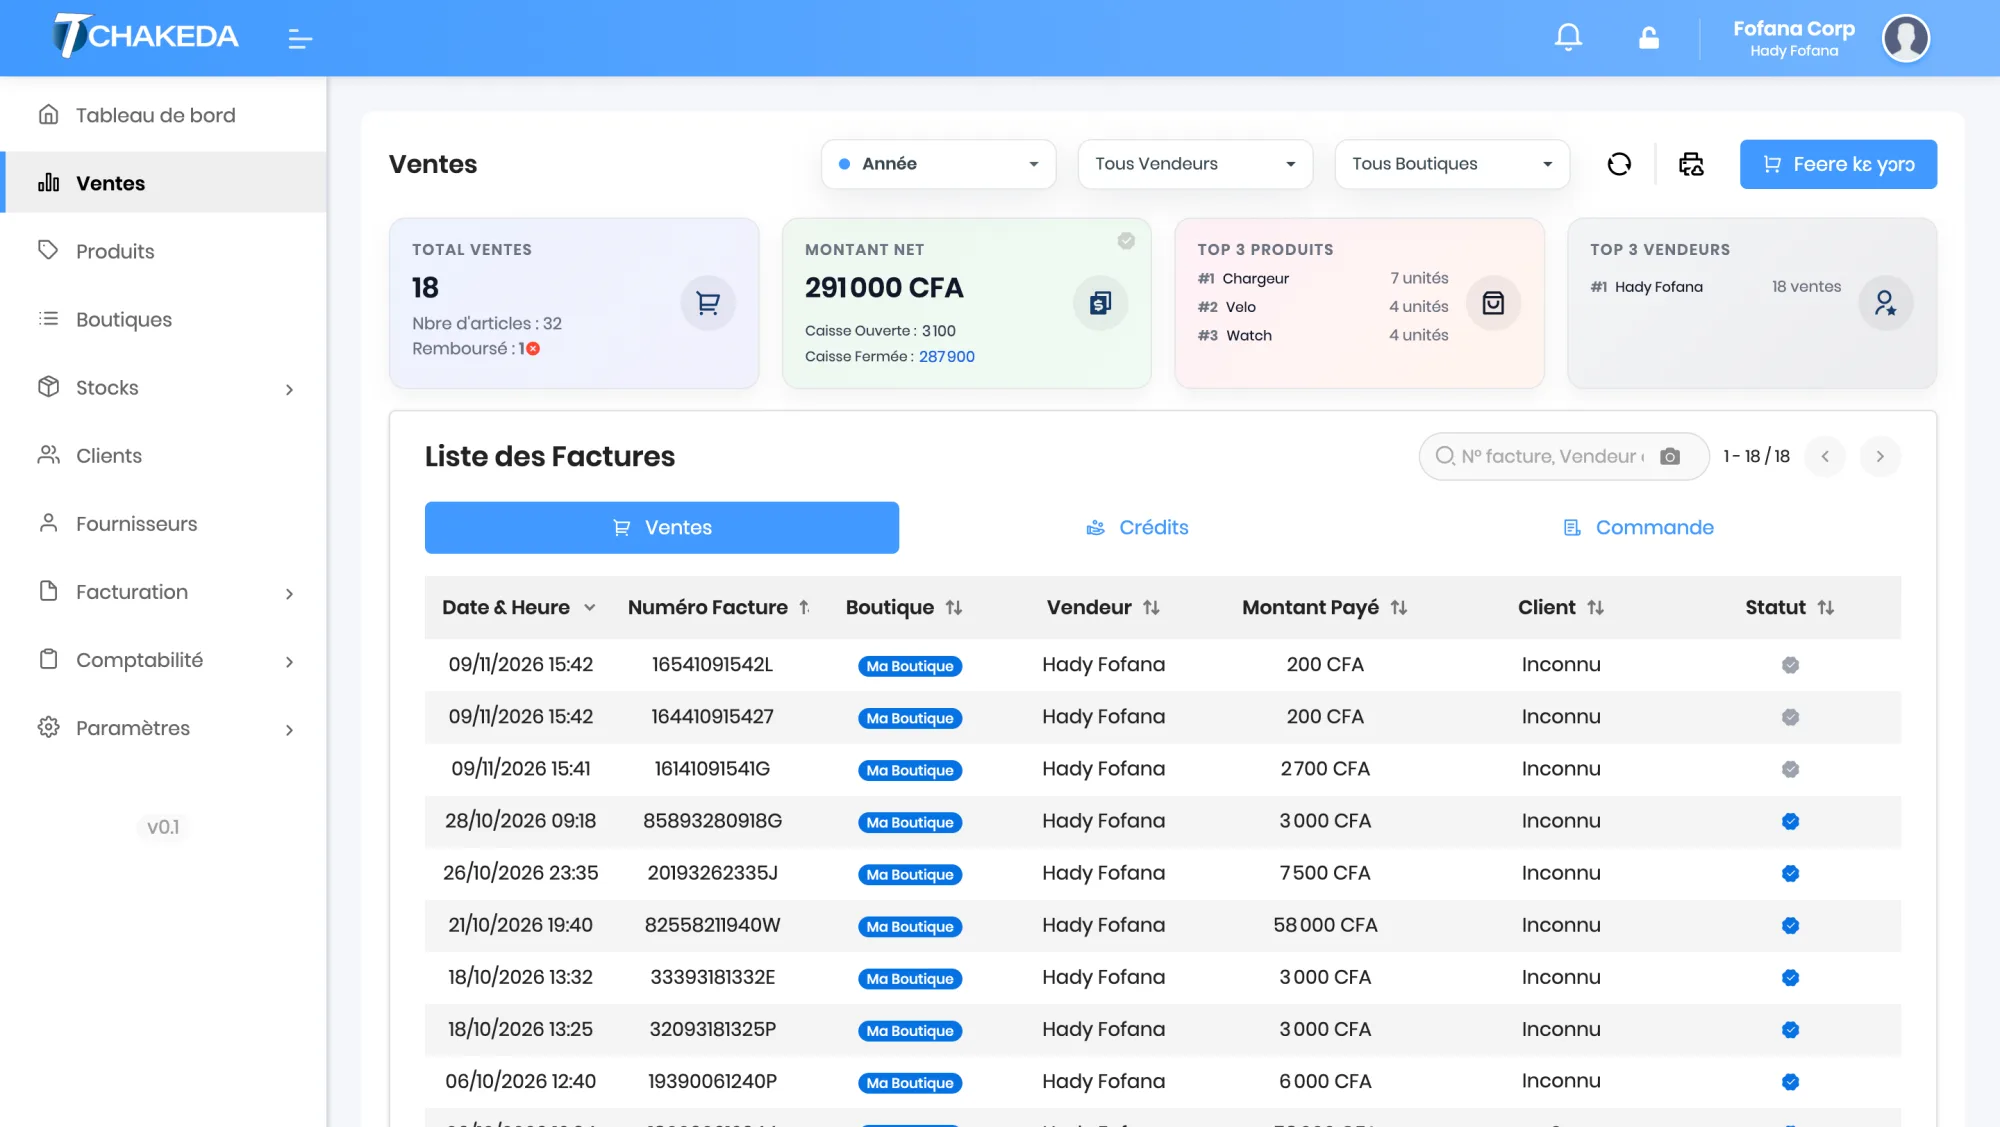 TCHAKEDA
Fofana Corp
Hady Fofana
Tableau de bord
Ventes
Produits
Boutiques
Stocks
Clients
Fournisseurs
Facturation
Comptabilité
Paramètres
v0.1
Ventes
Année
Tous Vendeurs
Tous Boutiques
Feere kɛ yɔrɔ
TOTAL VENTES
18
Nbre d'articles : 32
Remboursé : 1
MONTANT NET
291 000 CFA
Caisse Ouverte : 3 100
Caisse Fermée : 287 900
TOP 3 PRODUITS
#1 Chargeur 7 unités
#2 Velo 4 unités
#3 Watch 4 unités
TOP 3 VENDEURS
#1 Hady Fofana 18 ventes
Liste des Factures
N° facture, Vendeur
1 - 18 / 18
Ventes
Crédits
Commande
Date & Heure Numéro Facture Boutique Vendeur Montant Payé Client Statut
09/11/2026 15:42 16541091542L Ma Boutique Hady Fofana 200 CFA Inconnu
09/11/2026 15:42 164410915427 Ma Boutique Hady Fofana 200 CFA Inconnu
09/11/2026 15:41 16141091541G Ma Boutique Hady Fofana 2 700 CFA Inconnu
28/10/2026 09:18 85893280918G Ma Boutique Hady Fofana 3 000 CFA Inconnu
26/10/2026 23:35 20193262335J Ma Boutique Hady Fofana 7 500 CFA Inconnu
21/10/2026 19:40 82558211940W Ma Boutique Hady Fofana 58 000 CFA Inconnu
18/10/2026 13:32 33393181332E Ma Boutique Hady Fofana 3 000 CFA Inconnu
18/10/2026 13:25 32093181325P Ma Boutique Hady Fofana 3 000 CFA Inconnu
06/10/2026 12:40 19390061240P Ma Boutique Hady Fofana 6 000 CFA Inconnu